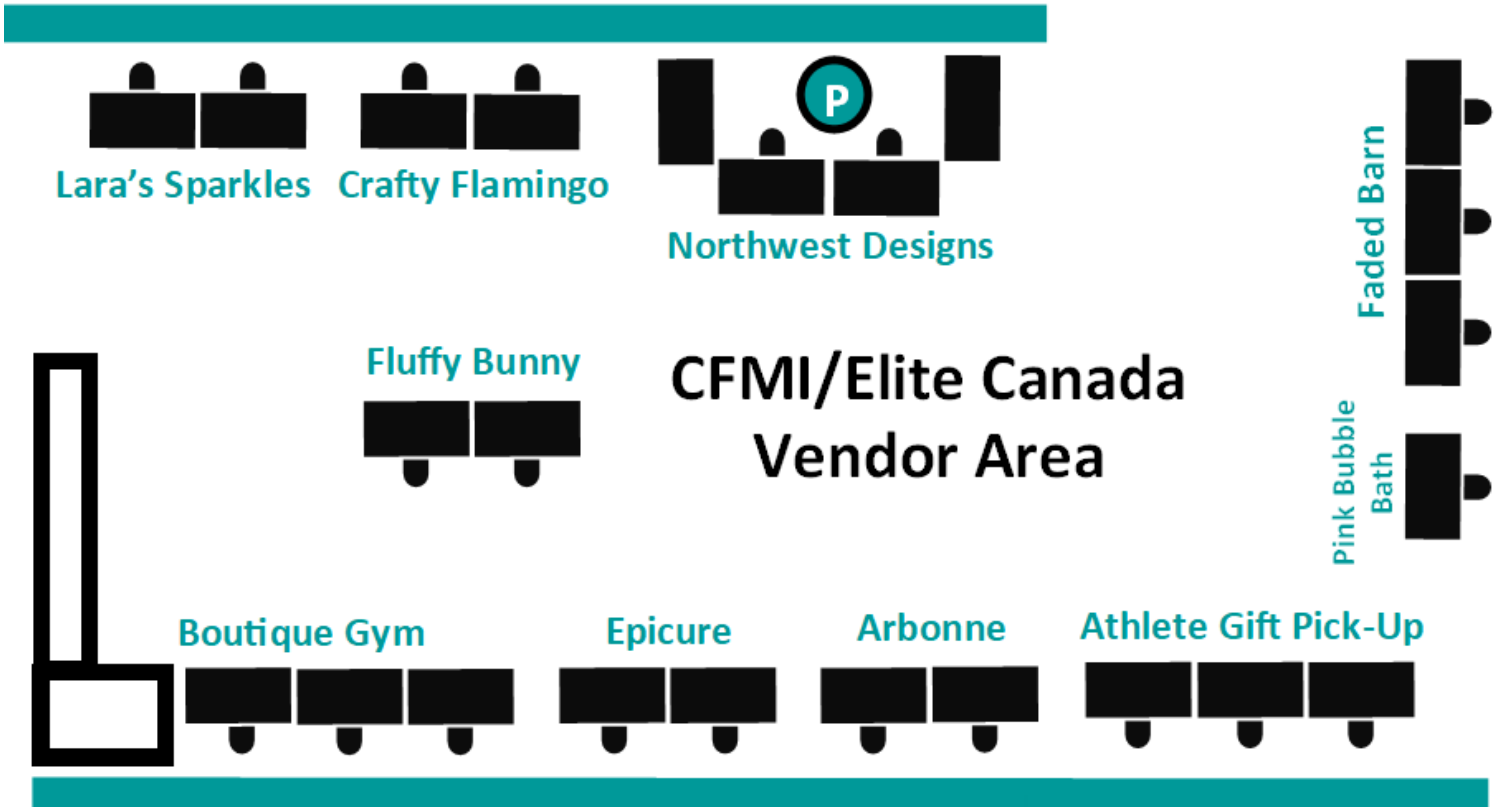 P
Lara's Sparkles
Crafty Flamingo
Northwest Designs
Faded Barn
Fluffy Bunny
CFMI/Elite Canada
Vendor Area
Pink Bubble
Bath
Boutique Gym
Epicure
Arbonne
Athlete Gift Pick-Up